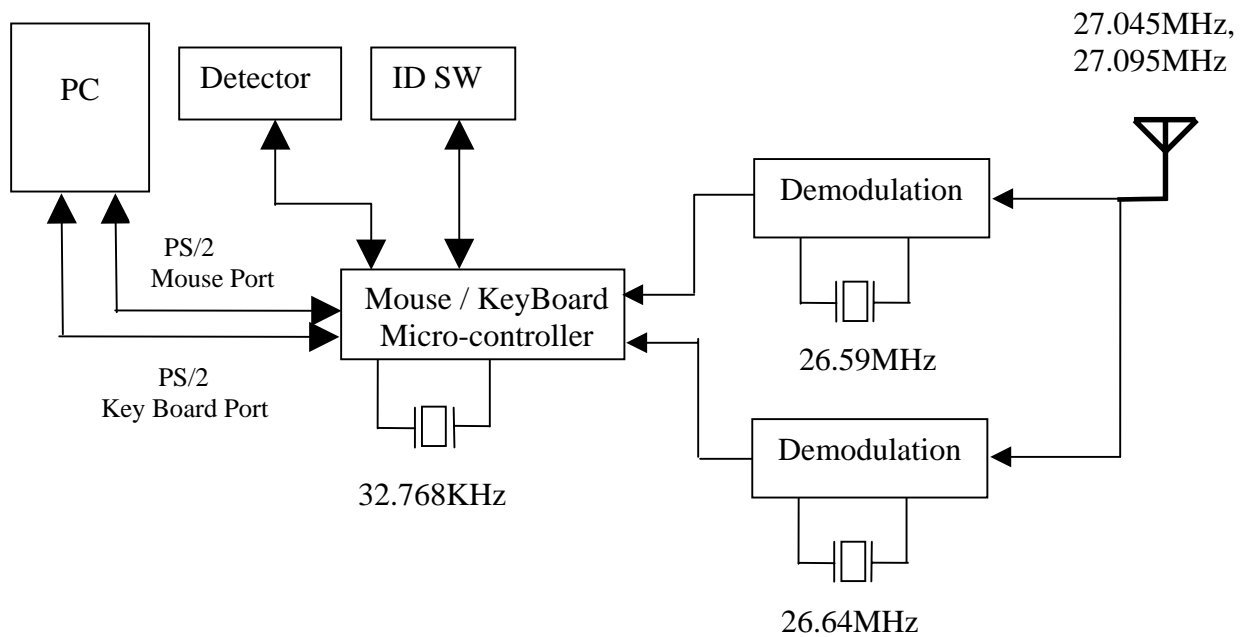 27.045MHz,
27.095MHz
PC
Detector
ID SW
Demodulation
PS/2
Mouse Port
Mouse / KeyBoard
Micro-controller
26.59MHz
PS/2
Key Board Port
Demodulation
32.768KHz
26.64MHz